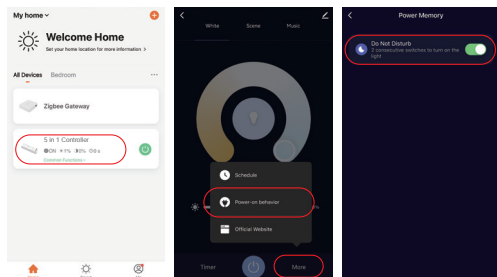 My home
Welcome Home
Set your home location for more information >
All Devices Bedroom
Zigbee Gateway
5 in 1 Controller
Common Functions >
White Scene Music
Schedule
Power-on behavior
Official Website
Timer More
Power Memory
Do Not Disturb
2 consecutive switches to turn on the
light